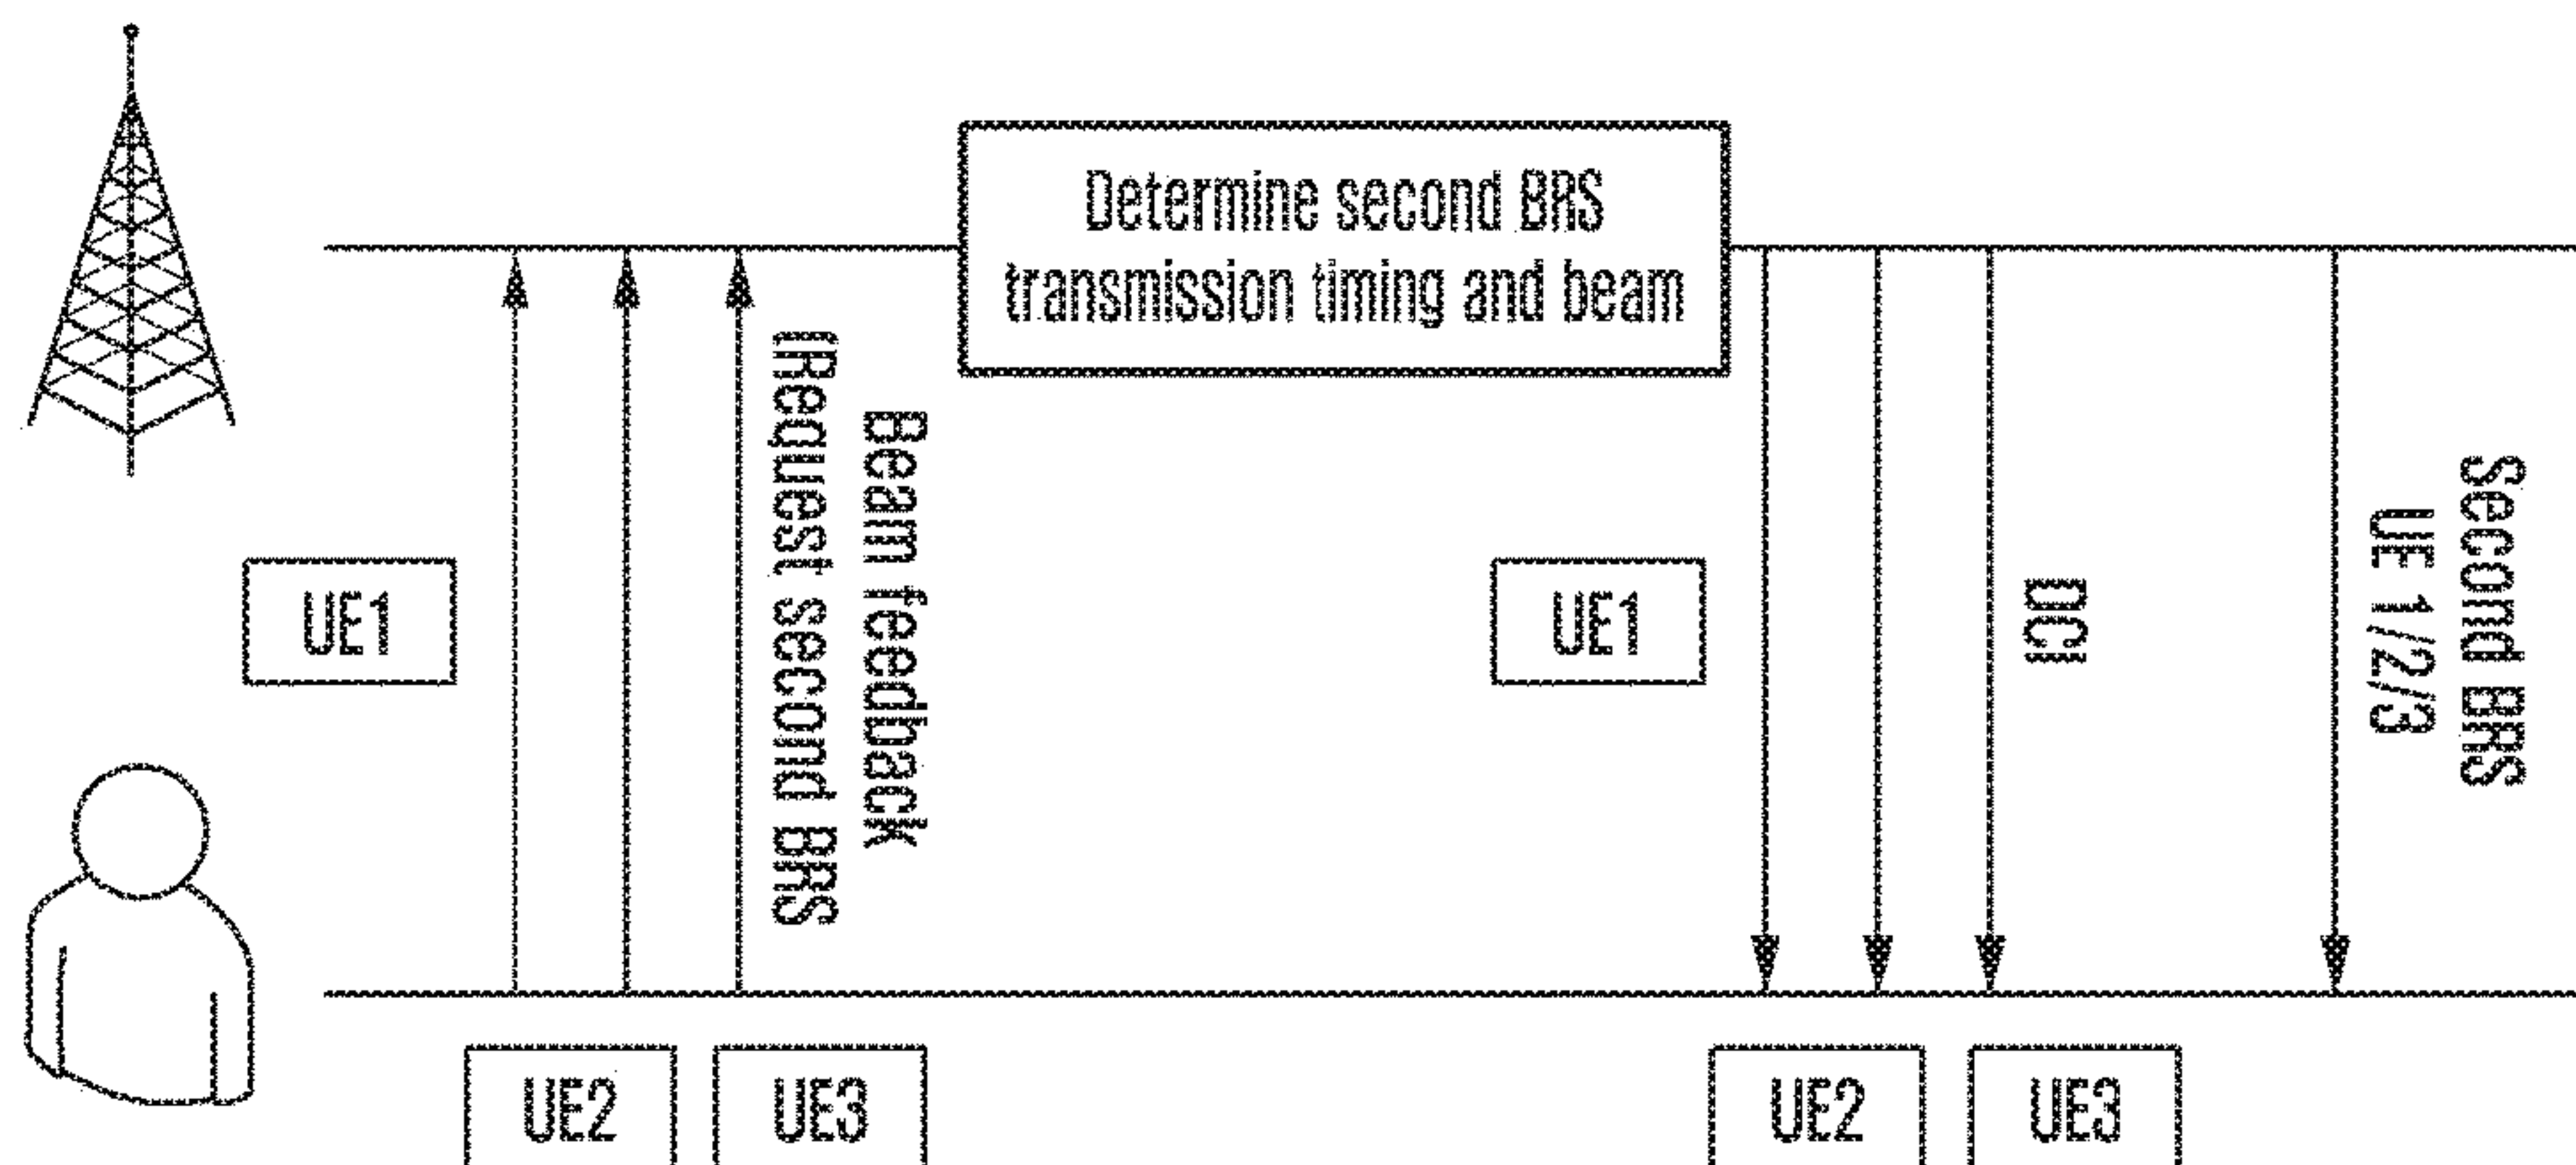 Determine second BRS
transmission timing and beam
UE1
Beam feedback
(Request second BRS
UE2
UE3
UE1
DCI
Second BRS
UE 1/2/3
UE2
UE3